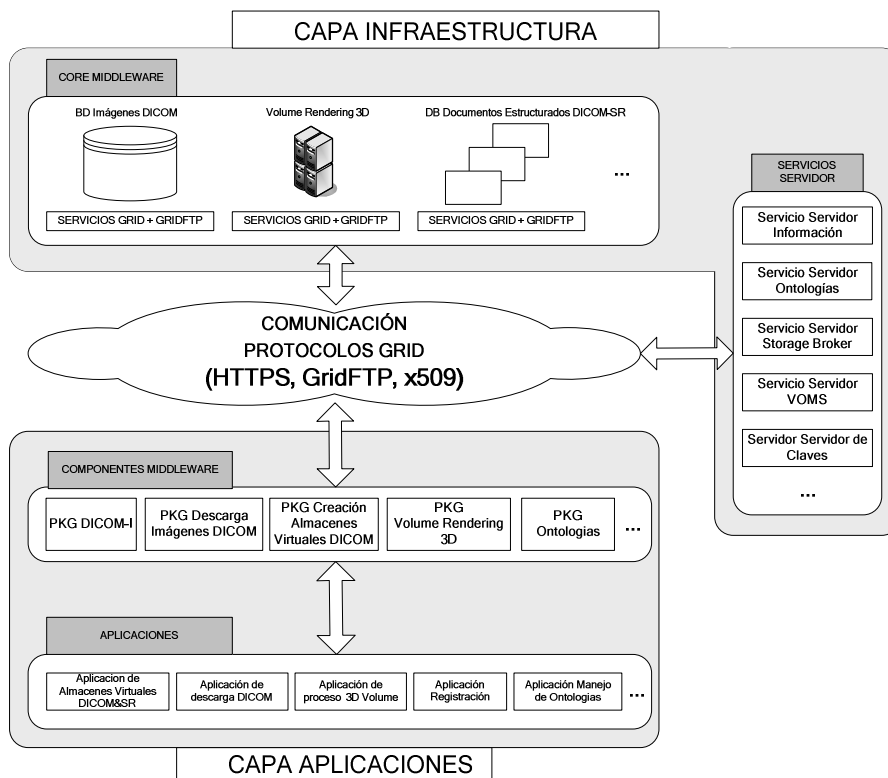 CAPA INFRAESTRUCTURA
CORE MIDDLEWARE
BD Imágenes DICOM
Volume Rendering 3D
DB Documentos Estructurados DICOM-SR
...
SERVICIOS GRID + GRIDFTP
SERVICIOS GRID + GRIDFTP
SERVICIOS GRID + GRIDFTP
SERVICIOS
SERVIDOR
Servicio Servidor
Información
Servicio Servidor
Ontologías
Servicio Servidor
Storage Broker
Servicio Servidor
VOMS
Servidor Servidor de
Claves
...
COMUNICACIÓN
PROTOCOLOS GRID
(HTTPS, GridFTP, x509)
COMPONENTES MIDDLEWARE
PKG DICOM-I
PKG Descarga
Imágenes DICOM
PKG Creación
Almacenes
Virtuales DICOM
PKG
Volume Rendering
3D
PKG
Ontologias
...
APLICACIONES
Aplicacion de
Almacenes Virtuales
DICOM&SR
Aplicación de
descarga DICOM
Aplicación de
proceso 3D Volume
Aplicación
Registración
Aplicación Manejo
de Ontologias
...
CAPA APLICACIONES